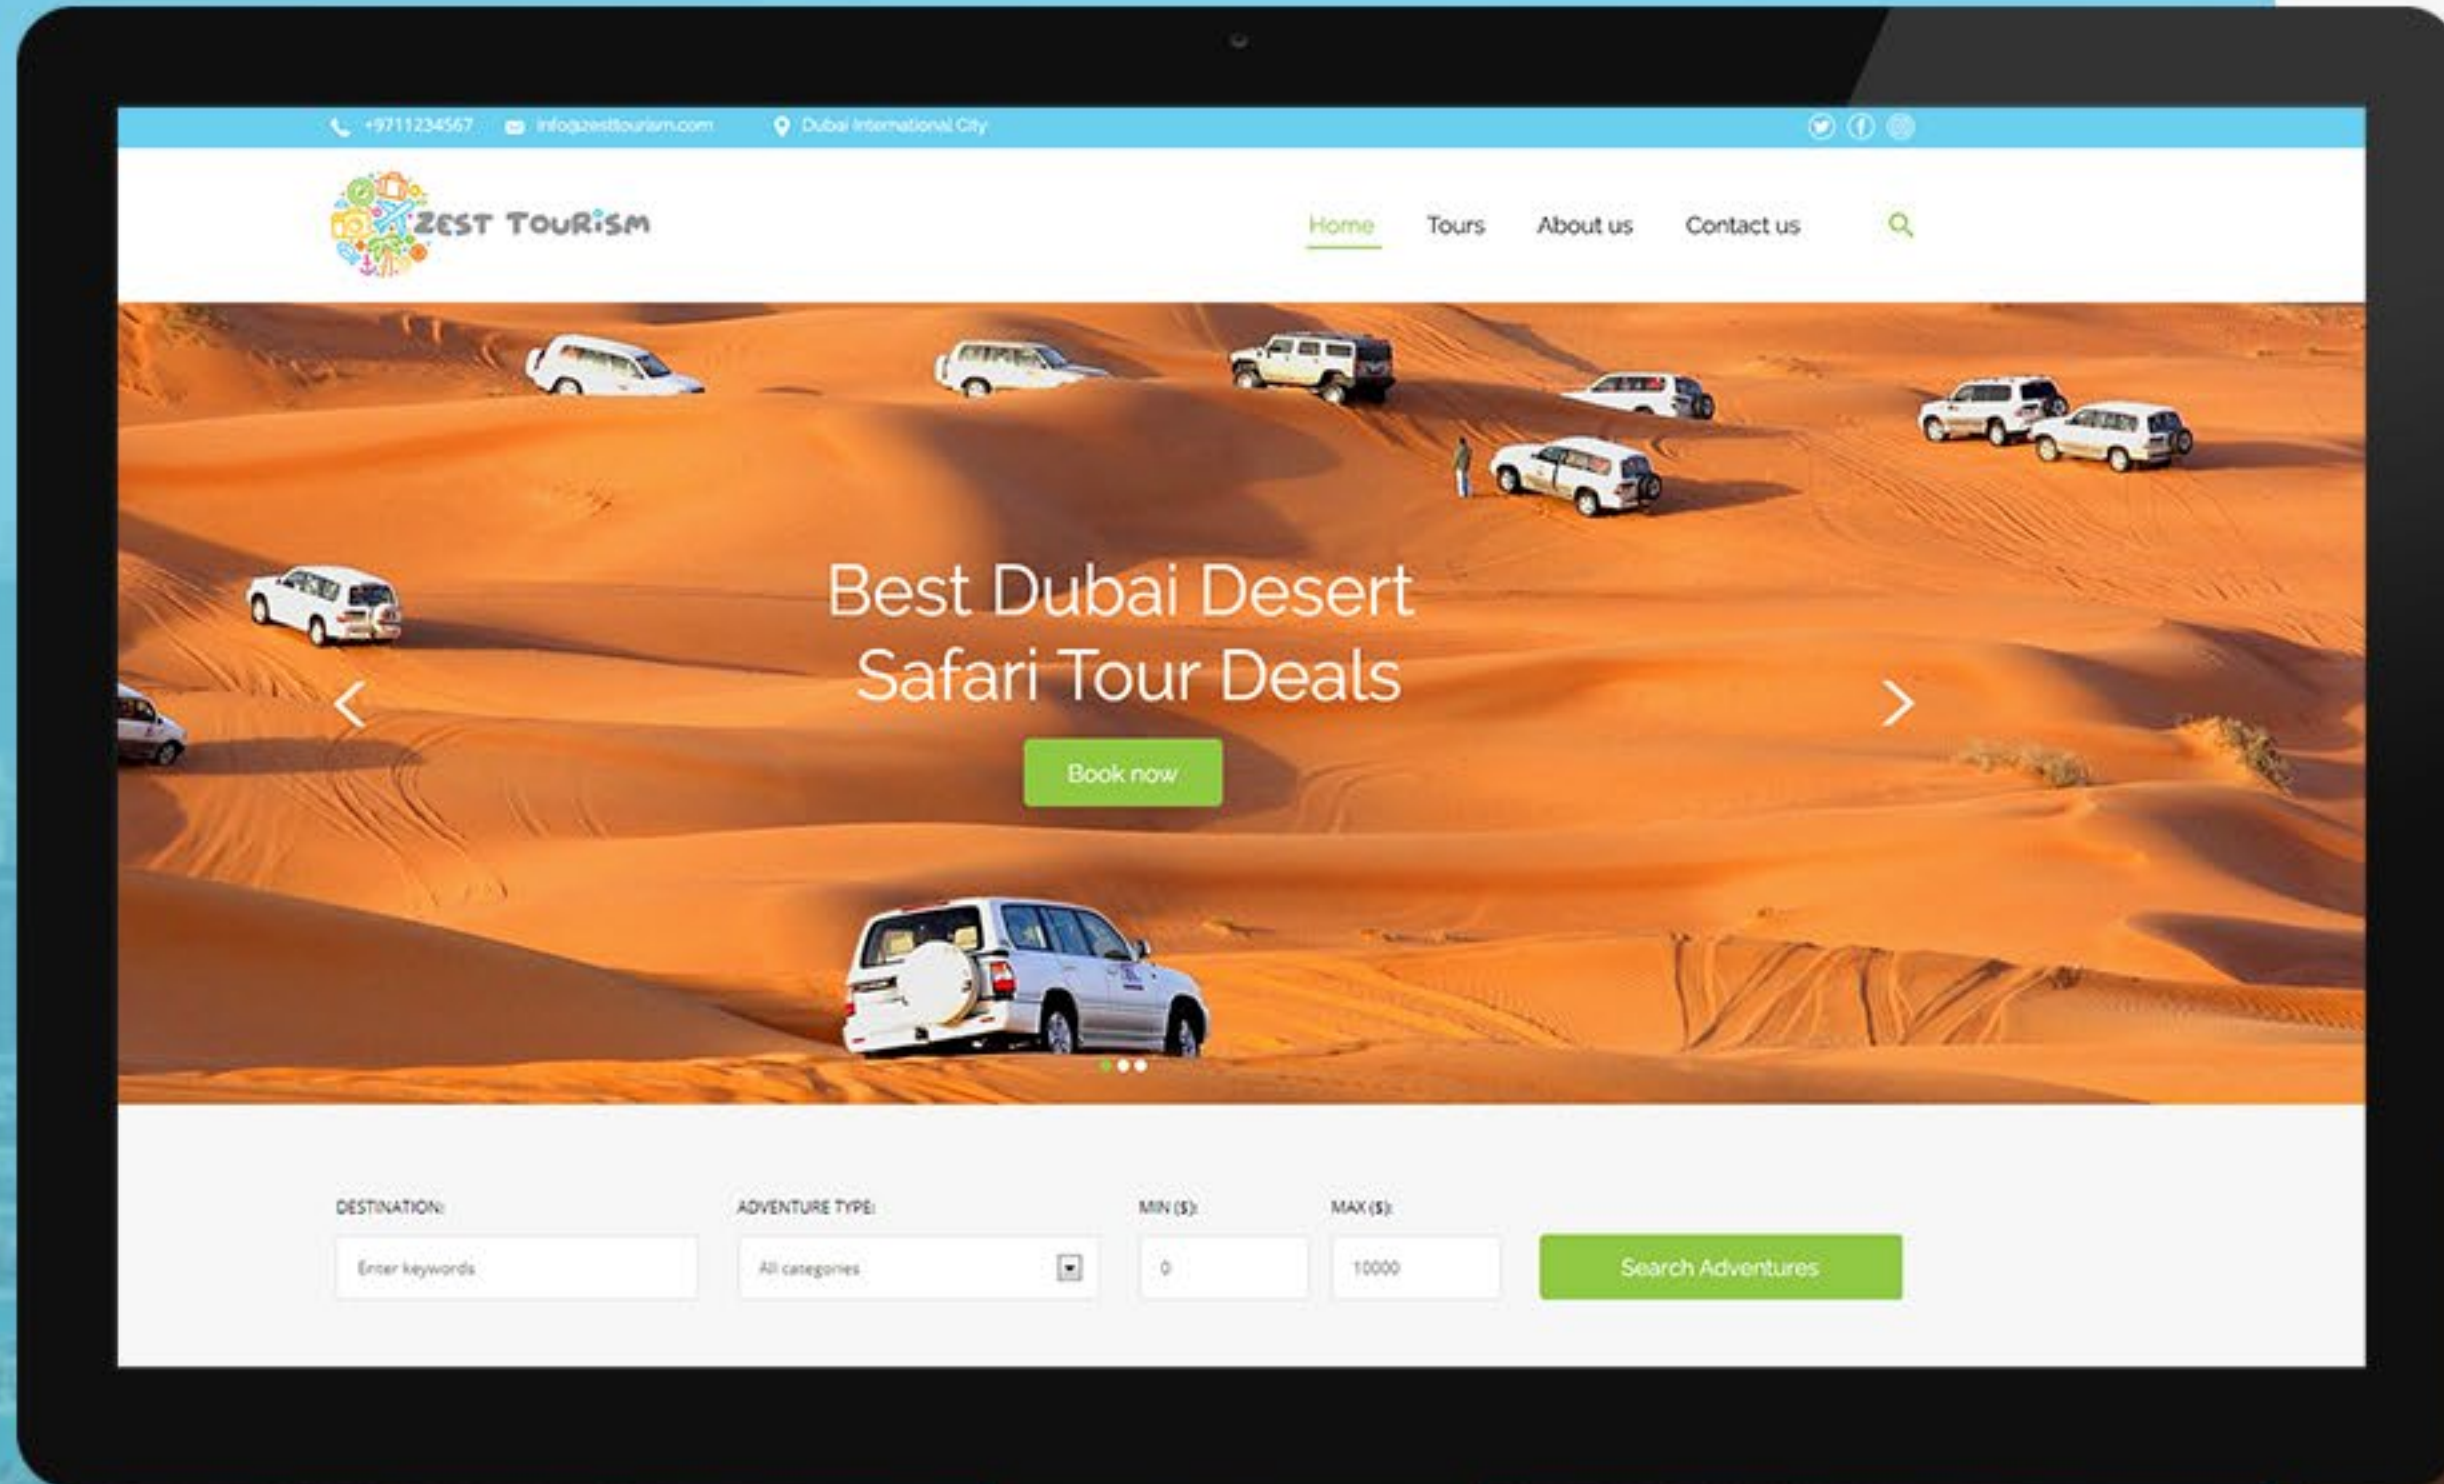 +9711234567 info@zesttourism.com Dubai International City
ZEST TOURiSM
Home Tours About us Contact us
Best Dubai Desert
Safari Tour Deals
Book now
DESTINATION: ADVENTURE TYPE: MIN ($): MAX ($):
Enter keywords All categories 0 10000 Search Adventures